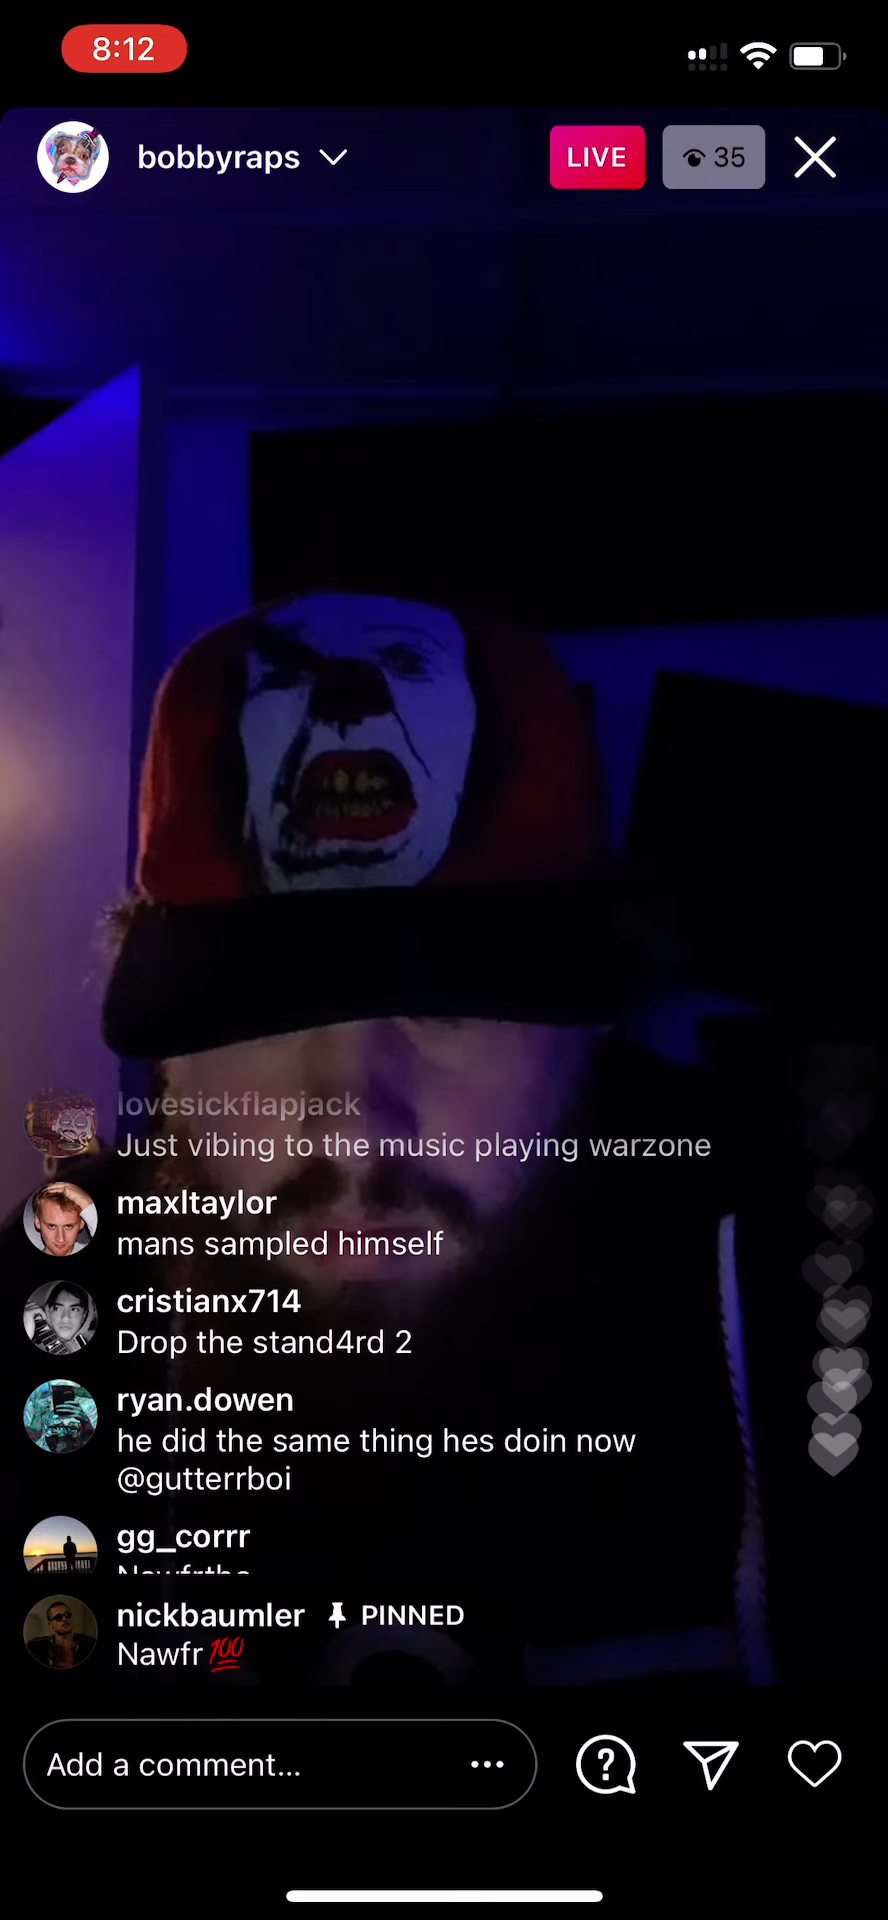 8:12
bobbyraps
LIVE
35
lovesickflapjack
Just vibing to the music playing warzone
maxltaylor
mans sampled himself
cristianx714
Drop the stand4rd 2
ryan.dowen
he did the same thing hes doin now
@gutterrboi
gg_corrr
nickbaumler PINNED
Nawfr💯
Add a comment...